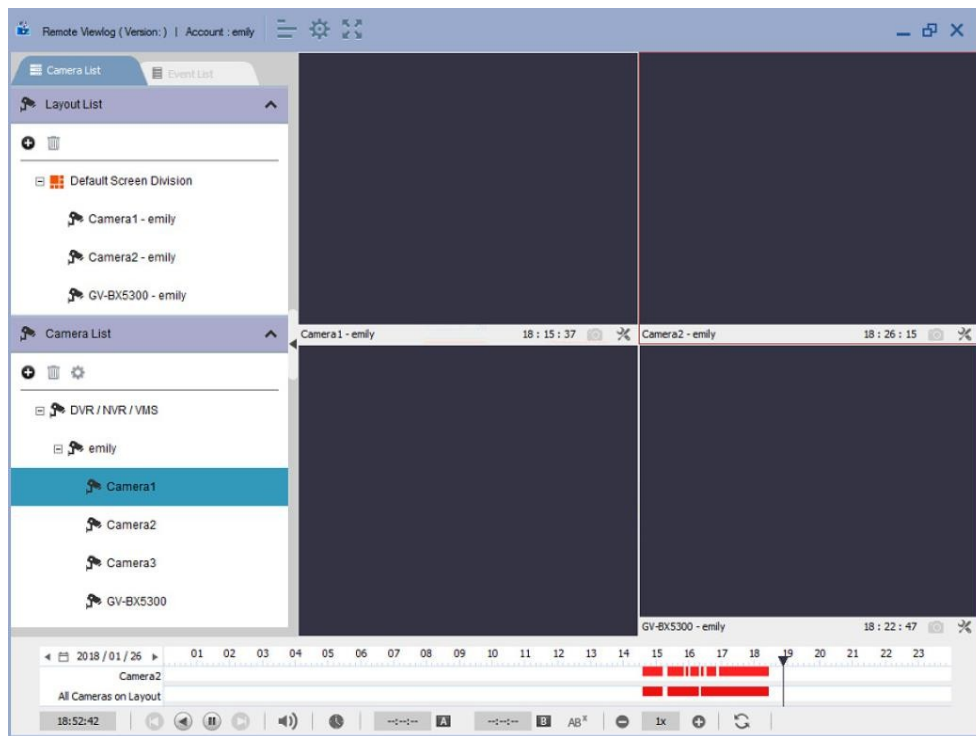 Remote Viewlog ( Version: ) | Account : emily
Camera List
Event List
Layout List
Default Screen Division
Camera1 - emily
Camera2 - emily
GV-BX5300 - emily
Camera List
DVR / NVR / VMS
emily
Camera1
Camera2
Camera3
GV-BX5300
Camera1 - emily 18 : 15 : 37
Camera2 - emily 18 : 26 : 15
GV-BX5300 - emily 18 : 22 : 47
2018 / 01 / 26 01 02 03 04 05 06 07 08 09 10 11 12 13 14 15 16 17 18 19 20 21 22 23
Camera2
All Cameras on Layout
18:52:42 --:--:-- A --:--:-- B ABx 1x